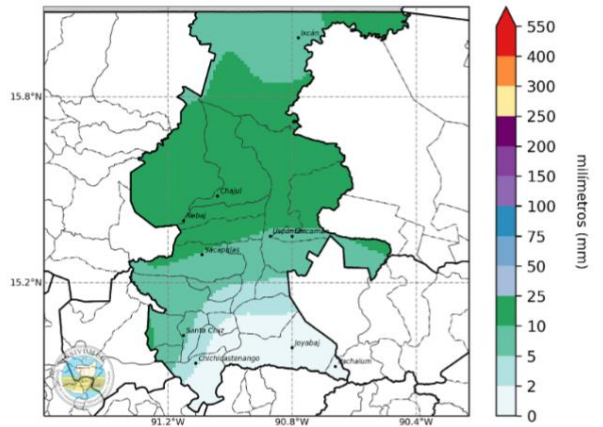 550
400
300
250
200
150
100
75
50
25
10
5
2
0
milímetros (mm)
15.8°N
15.2°N
91.2°W
90.8°W
90.4°W
Ixcán
Chajul
Nebaj
Sacapulas
Santa Cruz
Chichicastenango
Joyabaj
Pachalum
INSIVUMEH